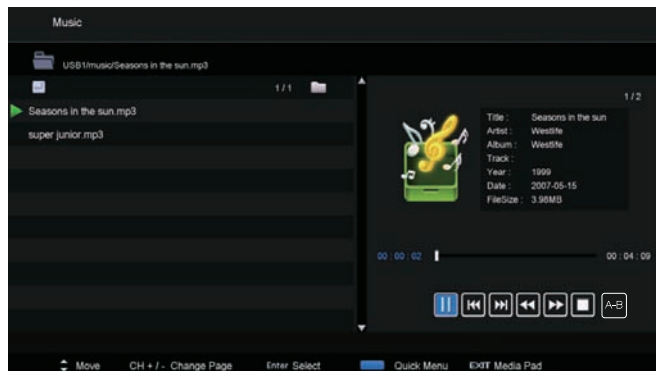 Music
USB1/music/Seasons in the sun.mp3
1/1
Seasons in the sun.mp3
super junior.mp3
1/2
Title : Seasons in the sun
Artist : Westlife
Album : Westlife
Track :
Year : 1999
Date : 2007-05-15
FileSize : 3.98MB
00 : 00 : 02
00 : 04 : 09
A-B
Move CH + / - Change Page Enter Select Quick Menu EXIT Media Pad